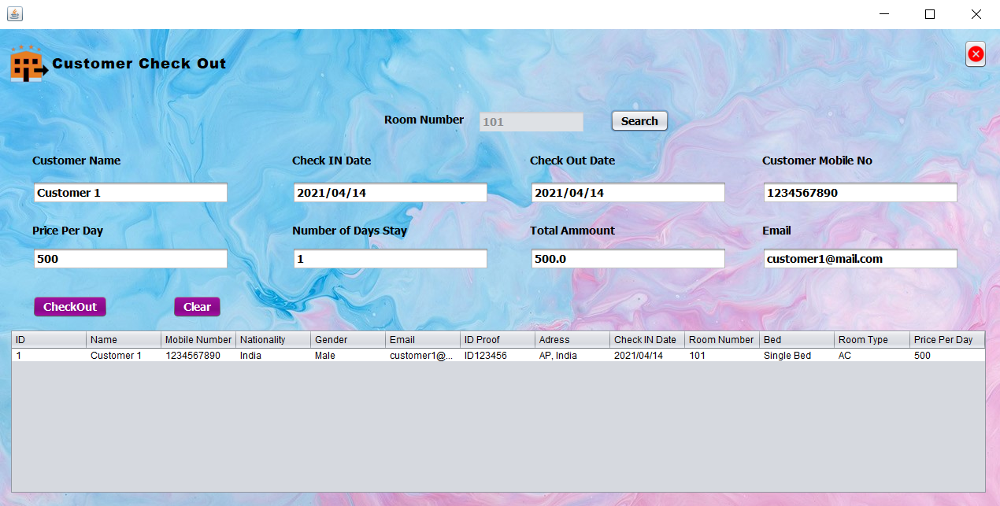 Customer Check Out
Room Number 101 Search
Customer Name Check IN Date Check Out Date Customer Mobile No
Customer 1 2021/04/14 2021/04/14 1234567890
Price Per Day Number of Days Stay Total Ammount Email
500 1 500.0 customer1@mail.com
CheckOut Clear
ID Name Mobile Number Nationality Gender Email ID Proof Adress Check IN Date Room Number Bed Room Type Price Per Day
1 Customer 1 1234567890 India Male customer1@... ID123456 AP, India 2021/04/14 101 Single Bed AC 500